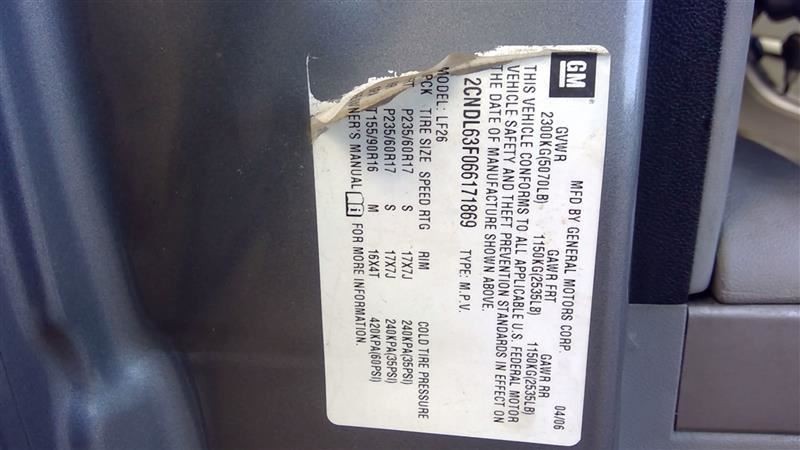 GM®
MFD BY GENERAL MOTORS CORP. 04/06
GVWR GAWR FRT GAWR RR
2300KG(5070LB) 1150KG(2535LB) 1150KG(2535LB)
THIS VEHICLE CONFORMS TO ALL APPLICABLE U.S. FEDERAL MOTOR
VEHICLE SAFETY AND THEFT PREVENTION STANDARDS IN EFFECT ON
THE DATE OF MANUFACTURE SHOWN ABOVE.
2CNDL63F066171869 TYPE: M.P.V.
MODEL: LF26
PCK TIRE SIZE SPEED RTG RIM COLD TIRE PRESSURE
P235/60R17 S 17X7J 240KPA(35PSI)
P235/60R17 S 17X7J 240KPA(35PSI)
T155/90R16 M 16X4T 420KPA(60PSI)
OWNER'S MANUAL FOR MORE INFORMATION.